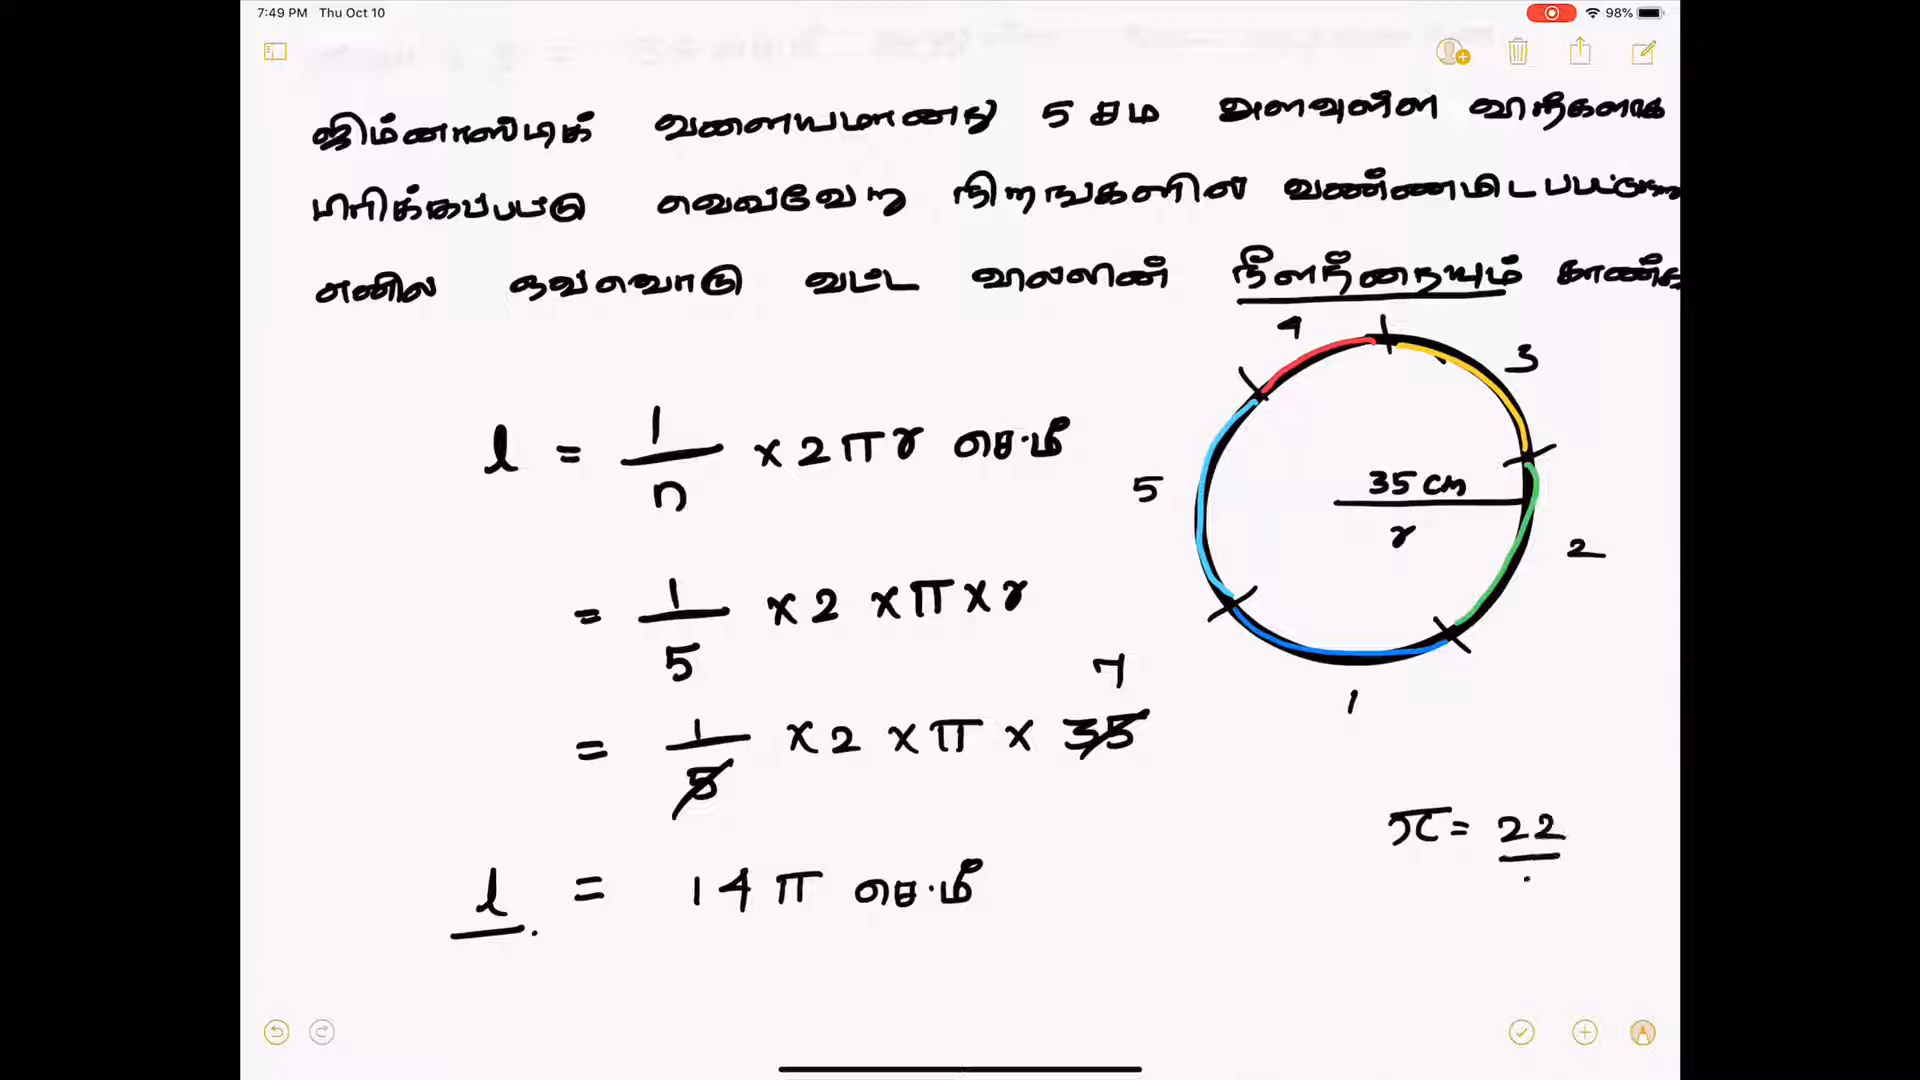 7:49 PM Thu Oct 10
98%
ஜிம்னாஸ்டிக் வளையமானது 5 சம அளவுள்ள விற்களாக
பிரிக்கப்பட்டு வெவ்வேறு நிறங்களில் வண்ணமிடப்பட்டுள்ளது
எனில் ஒவ்வொரு வட்ட வில்லின் நீளத்தினையும் காண்க
4
3
l = 1/n × 2πr செ.மீ
5
35 cm
r
2
= 1/5 × 2 × π × r
7
1
= 1/5 × 2 × π × 35
π = 22
l = 14 π செ.மீ